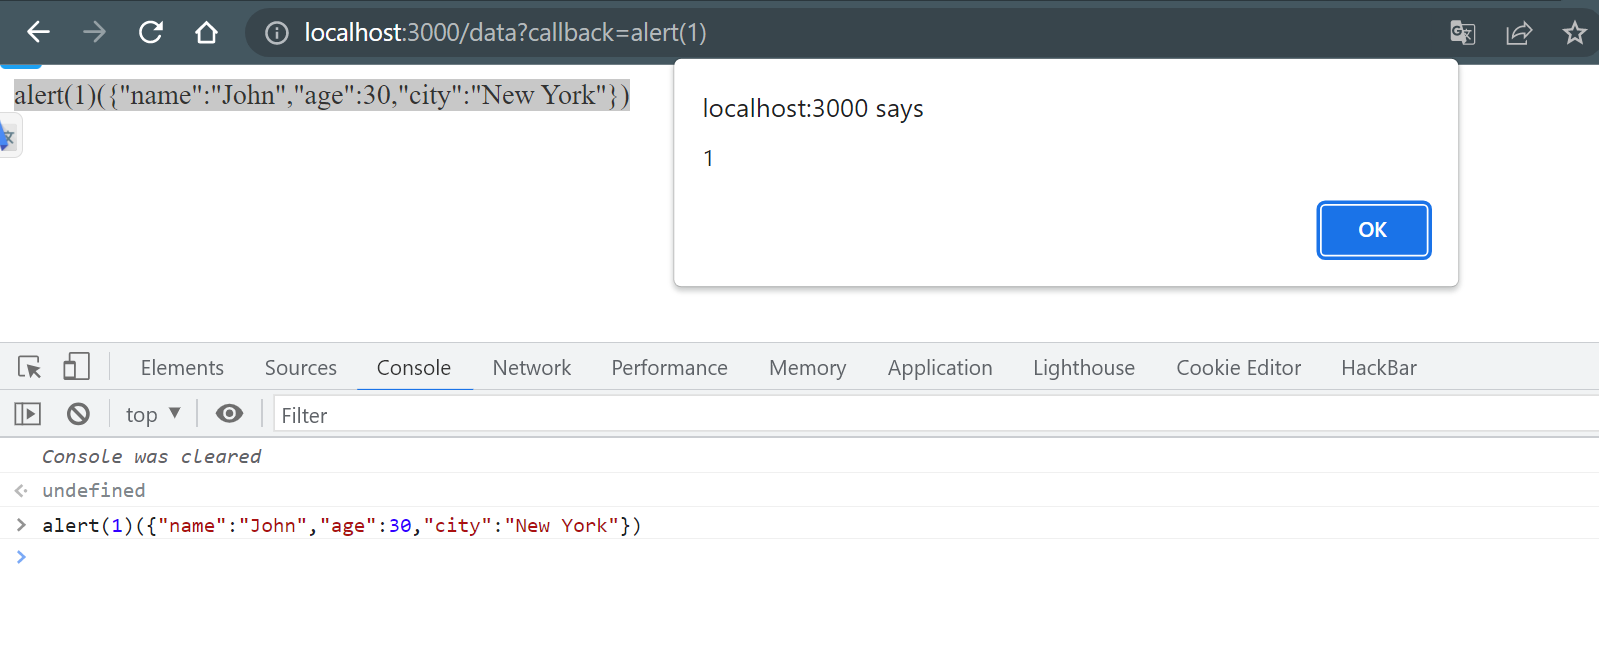 localhost:3000/data?callback=alert(1)
alert(1)({"name":"John","age":30,"city":"New York"})
localhost:3000 says
1
OK
Elements Sources Console Network Performance Memory Application Lighthouse Cookie Editor HackBar
top Filter
Console was cleared
undefined
alert(1)({"name":"John","age":30,"city":"New York"})